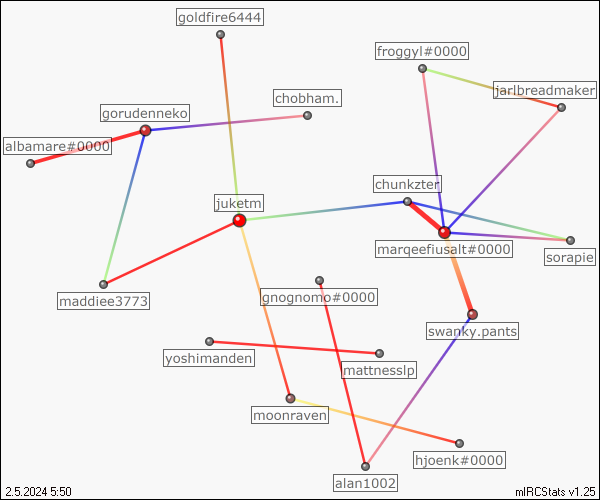 goldfire6444
froggyl#0000
jarlbreadmaker
chobham.
gorudenneko
albamare#0000
chunkzter
juketm
marqeefiusalt#0000
sorapie
maddiee3773
gnognomo#0000
swanky.pants
yoshimanden
mattnesslp
moonraven
hjoenk#0000
alan1002
2.5.2024 5:50
mIRCStats v1.25